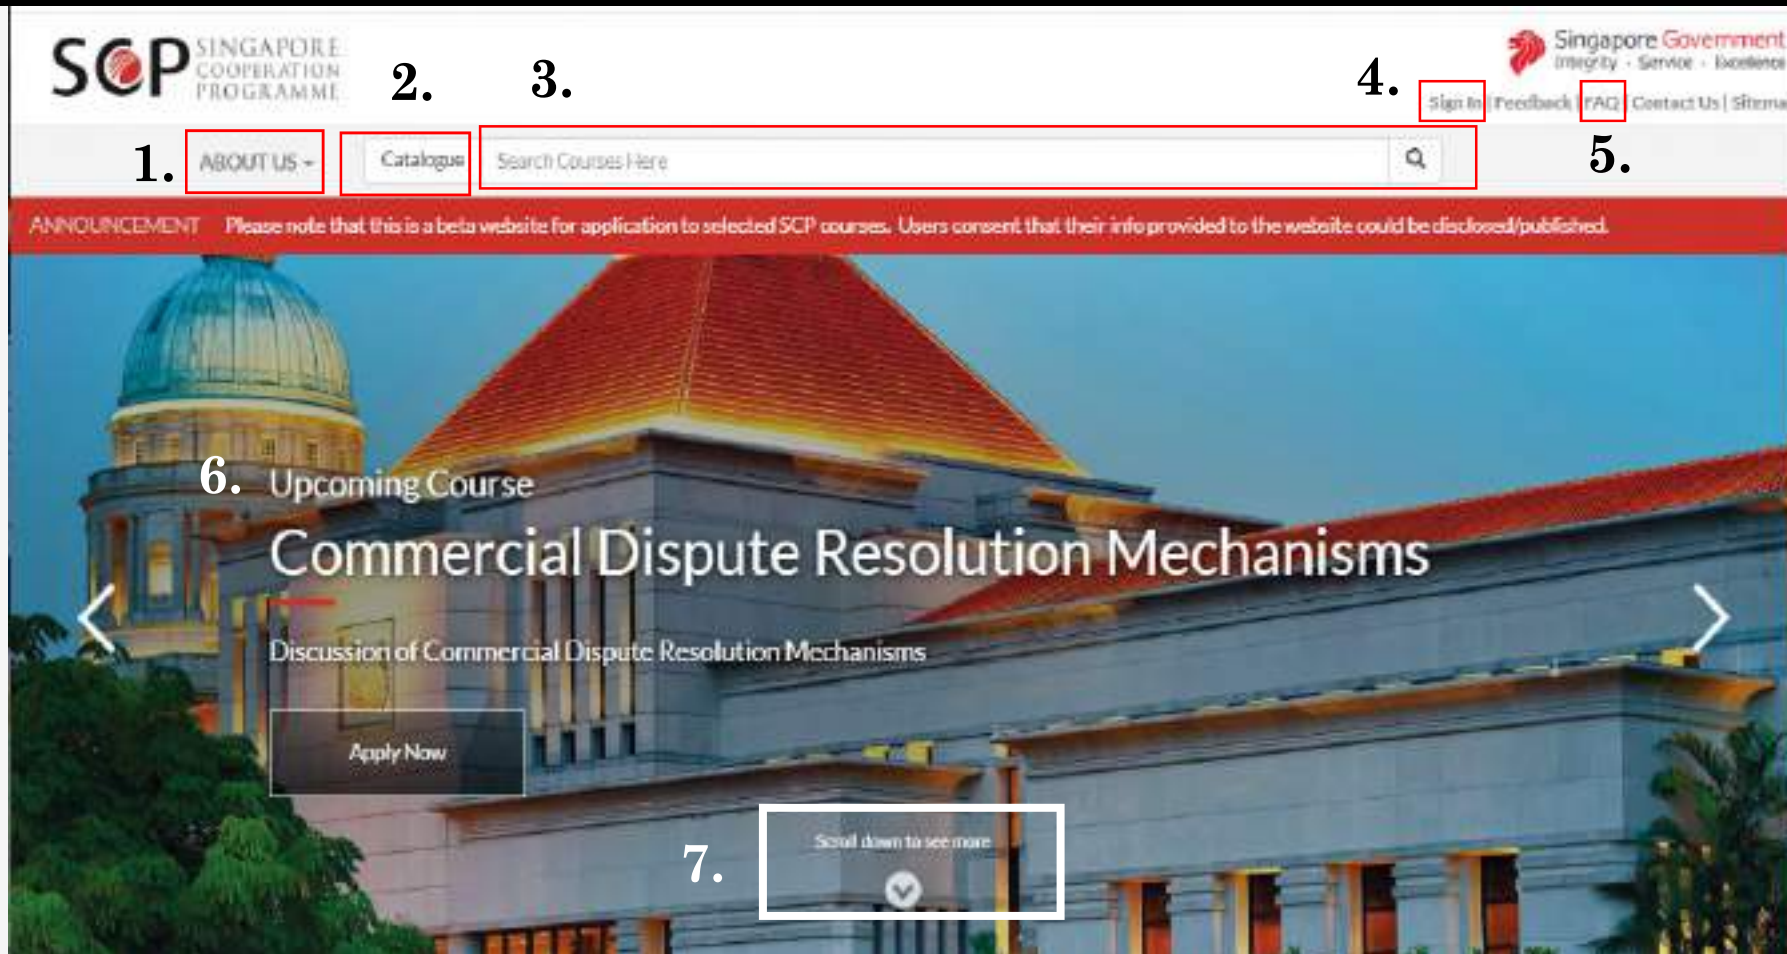 SCP SINGAPORE
COOPERATION
PROGRAMME
Singapore Government
Integrity · Service · Excellence
2.
3.
4.
Sign In | Feedback | FAQ | Contact Us | Sitema
1.
ABOUT US
Catalogue
Search Courses Here
5.
ANNOUNCEMENT Please note that this is a beta website for application to selected SCP courses. Users consent that their info provided to the website could be disclosed/published.
6. Upcoming Course
Commercial Dispute Resolution Mechanisms
Discussion of Commercial Dispute Resolution Mechanisms
Apply Now
7.
Scroll down to see more